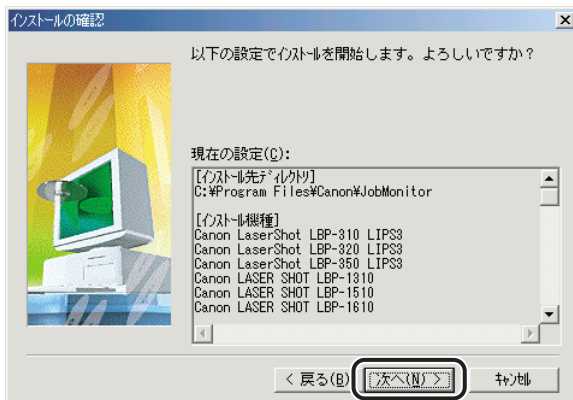 インストールの確認
以下の設定でｲﾝｽﾄｰﾙを開始します。よろしいですか？
現在の設定(C):
[ｲﾝｽﾄｰﾙ先ﾃﾞｨﾚｸﾄﾘ]
C:¥Program Files¥Canon¥JobMonitor
[ｲﾝｽﾄｰﾙ機種]
Canon LaserShot LBP-310 LIPS3
Canon LaserShot LBP-320 LIPS3
Canon LaserShot LBP-350 LIPS3
Canon LASER SHOT LBP-1310
Canon LASER SHOT LBP-1510
Canon LASER SHOT LBP-1610
< 戻る(B) 次へ(N) > ｷｬﾝｾﾙ